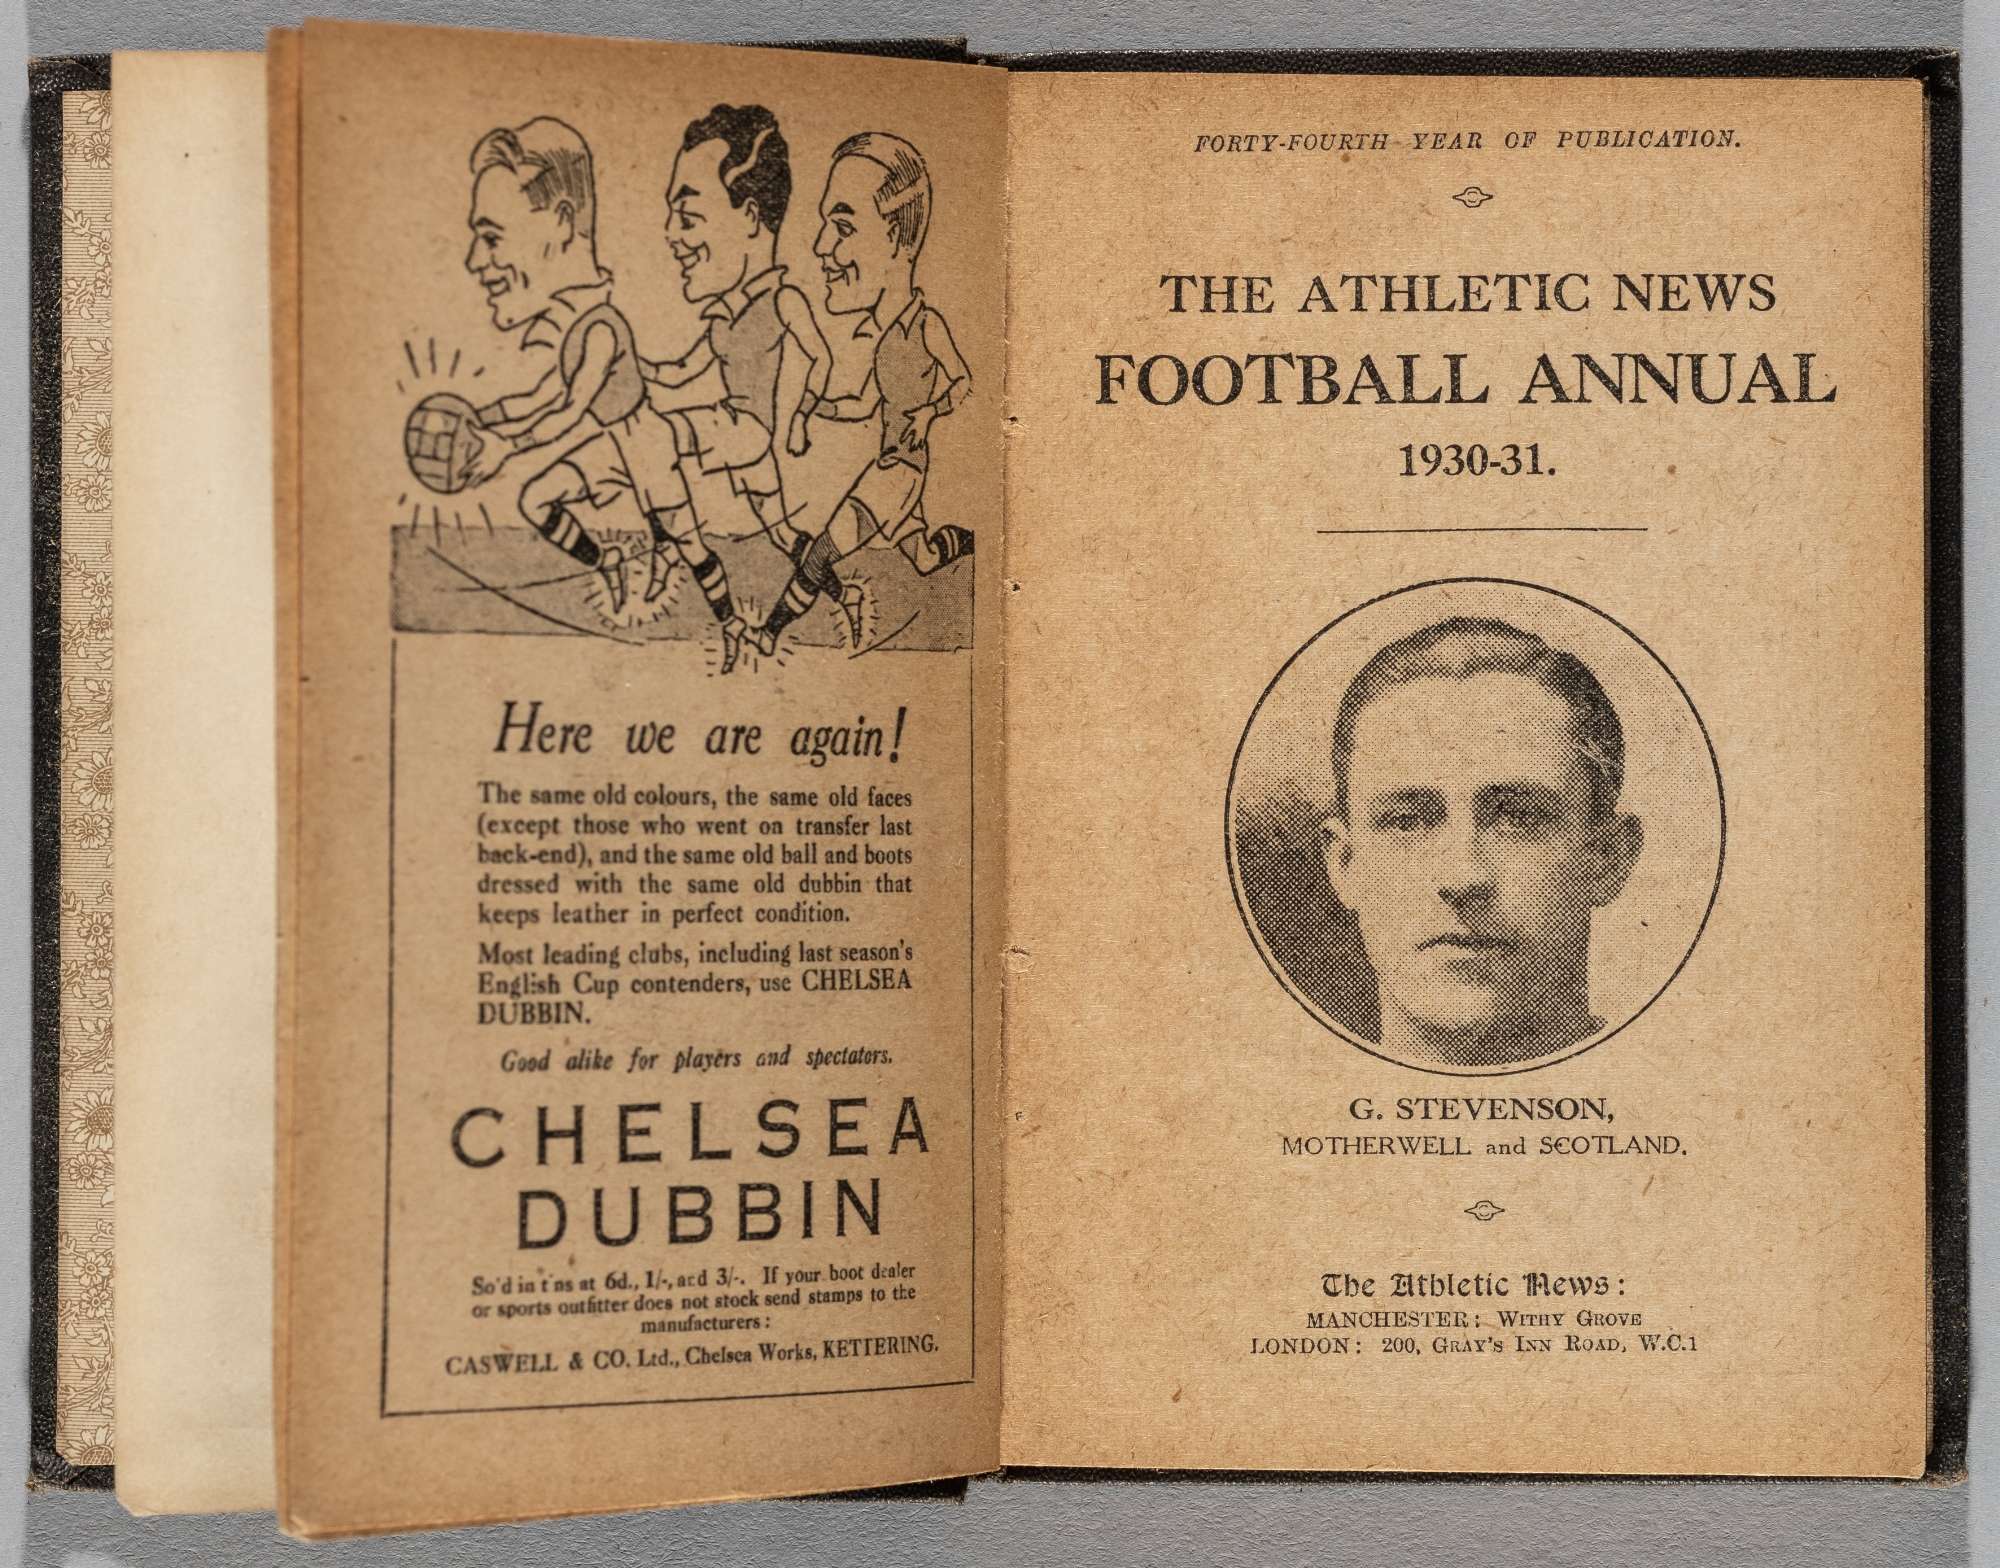 Here we are again!
The same old colours, the same old faces
(except those who went on transfer last
back-end), and the same old ball and boots
dressed with the same old dubbin that
keeps leather in perfect condition.
Most leading clubs, including last season's
English Cup contenders, use CHELSEA
DUBBIN.
Good alike for players and spectators.
CHELSEA
DUBBIN
So'd in t'ns at 6d., 1/-, and 3/-. If your boot dealer
or sports outfitter does not stock send stamps to the
manufacturers:
CASWELL & CO. Ltd., Chelsea Works, KETTERING.
FORTY-FOURTH YEAR OF PUBLICATION.
THE ATHLETIC NEWS
FOOTBALL ANNUAL
1930-31.
G. STEVENSON,
MOTHERWELL and SCOTLAND.
The Athletic News:
MANCHESTER: WITHY GROVE
LONDON: 200, GRAY'S INN ROAD, W.C.1